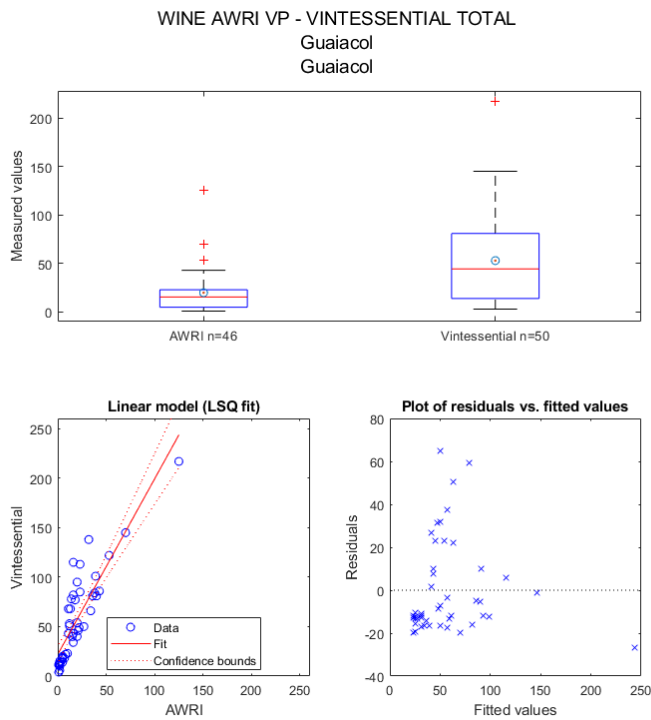 WINE AWRI VP - VINTESSENTIAL TOTAL
Guaiacol
Guaiacol
Measured values
200
150
100
50
0
AWRI n=46
Vintessential n=50
Linear model (LSQ fit)
Vintessential
250
200
150
100
50
0
Data
Fit
Confidence bounds
0
50
100
150
200
250
AWRI
Plot of residuals vs. fitted values
Residuals
80
60
40
20
0
-20
-40
0
50
100
150
200
250
Fitted values